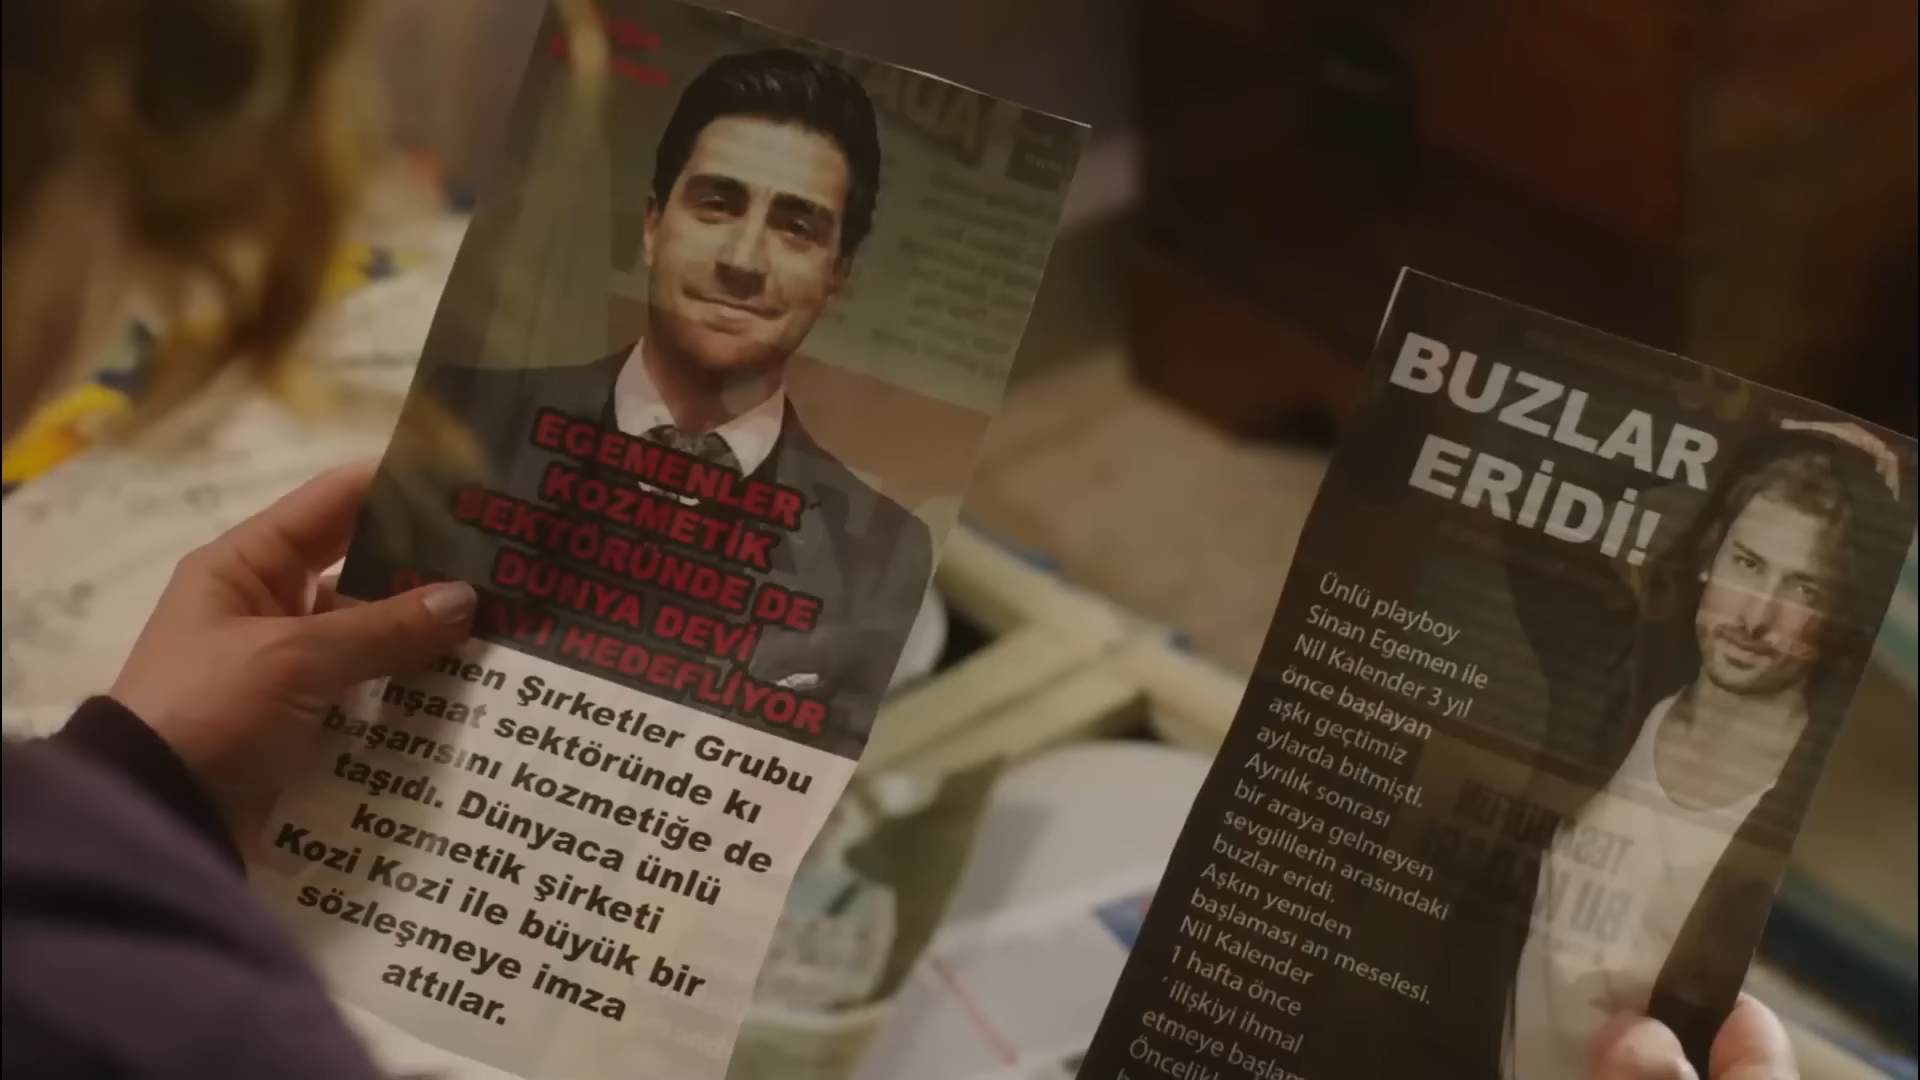 EGEMENLER
KOZMETİK
SEKTÖRÜNDE DE
DÜNYA DEVİ
HEDEFLİYOR
Şırketler Grubu
inşaat sektöründe kı
başarısını kozmetiğe de
taşıdı. Dünyaca ünlü
kozmetik şirketi
Kozi Kozi ile büyük bir
sözleşmeye imza
attılar.
BUZLAR
ERİDİ!
Ünlü playboy
Sinan Egemen ile
Nil Kalender 3 yıl
önce başlayan
aşkı geçtimiz
aylarda bitmişti.
Ayrılık sonrası
bir araya gelmeyen
sevgililerin arasındaki
buzlar eridi.
Aşkın yeniden
başlaması an meselesi.
Nil Kalender
1 hafta önce
' ilişkiyi ihmal
etmeye başlam
Öncelikl